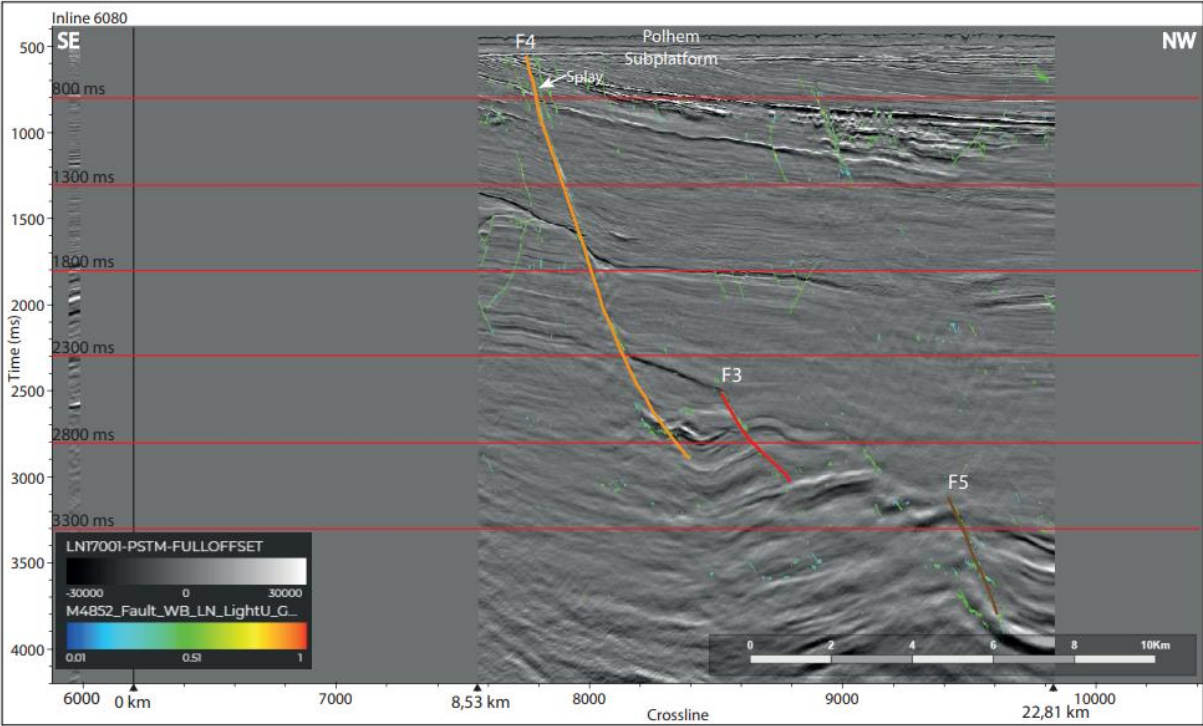 Inline 6080
SE
NW
F4
Polhem
Subplatform
Splay
500
800 ms
1000
1300 ms
1500
1800 ms
2000
2300 ms
2500
F3
2800 ms
3000
F5
3300 ms
3500
4000
Time (ms)
LN17001-PSTM-FULLOFFSET
-30000 0 30000
M4852_Fault_WB_LN_LightU_G...
0.01 0.51 1
0 2 4 6 8 10Km
6000 0 km 7000 8,53 km 8000 9000 22,81 km 10000
Crossline